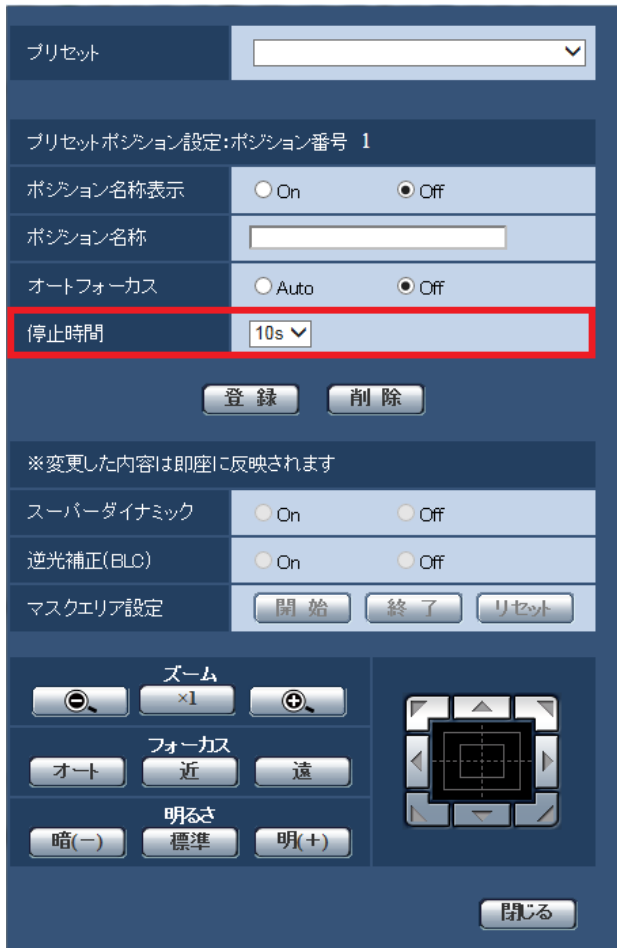 プリセット
プリセットポジション設定:ポジション番号 1
ポジション名称表示 On Off
ポジション名称
オートフォーカス Auto Off
停止時間 10s
登 録 削 除
※変更した内容は即座に反映されます
スーパーダイナミック On Off
逆光補正(BLC) On Off
マスクエリア設定 開 始 終 了 リセット
ズーム
×1
フォーカス
オート 近 遠
明るさ
暗(－) 標準 明(＋)
閉じる